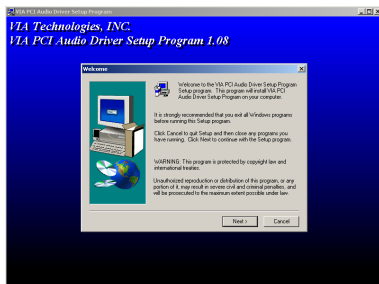 VIA PCI Audio Driver Setup Program
VIA Technologies, INC.
VIA PCI Audio Driver Setup Program 1.08
Welcome
Welcome to the VIA PCI Audio Driver Setup Program
Setup program. This program will install VIA PCI
Audio Driver Setup Program on your computer.
It is strongly recommended that you exit all Windows programs
before running this Setup program.
Click Cancel to quit Setup and then close any programs you
have running. Click Next to continue with the Setup program.
WARNING: This program is protected by copyright law and
international treaties.
Unauthorized reproduction or distribution of this program, or any
portion of it, may result in severe civil and criminal penalties, and
will be prosecuted to the maximum extent possible under law.
Next >
Cancel